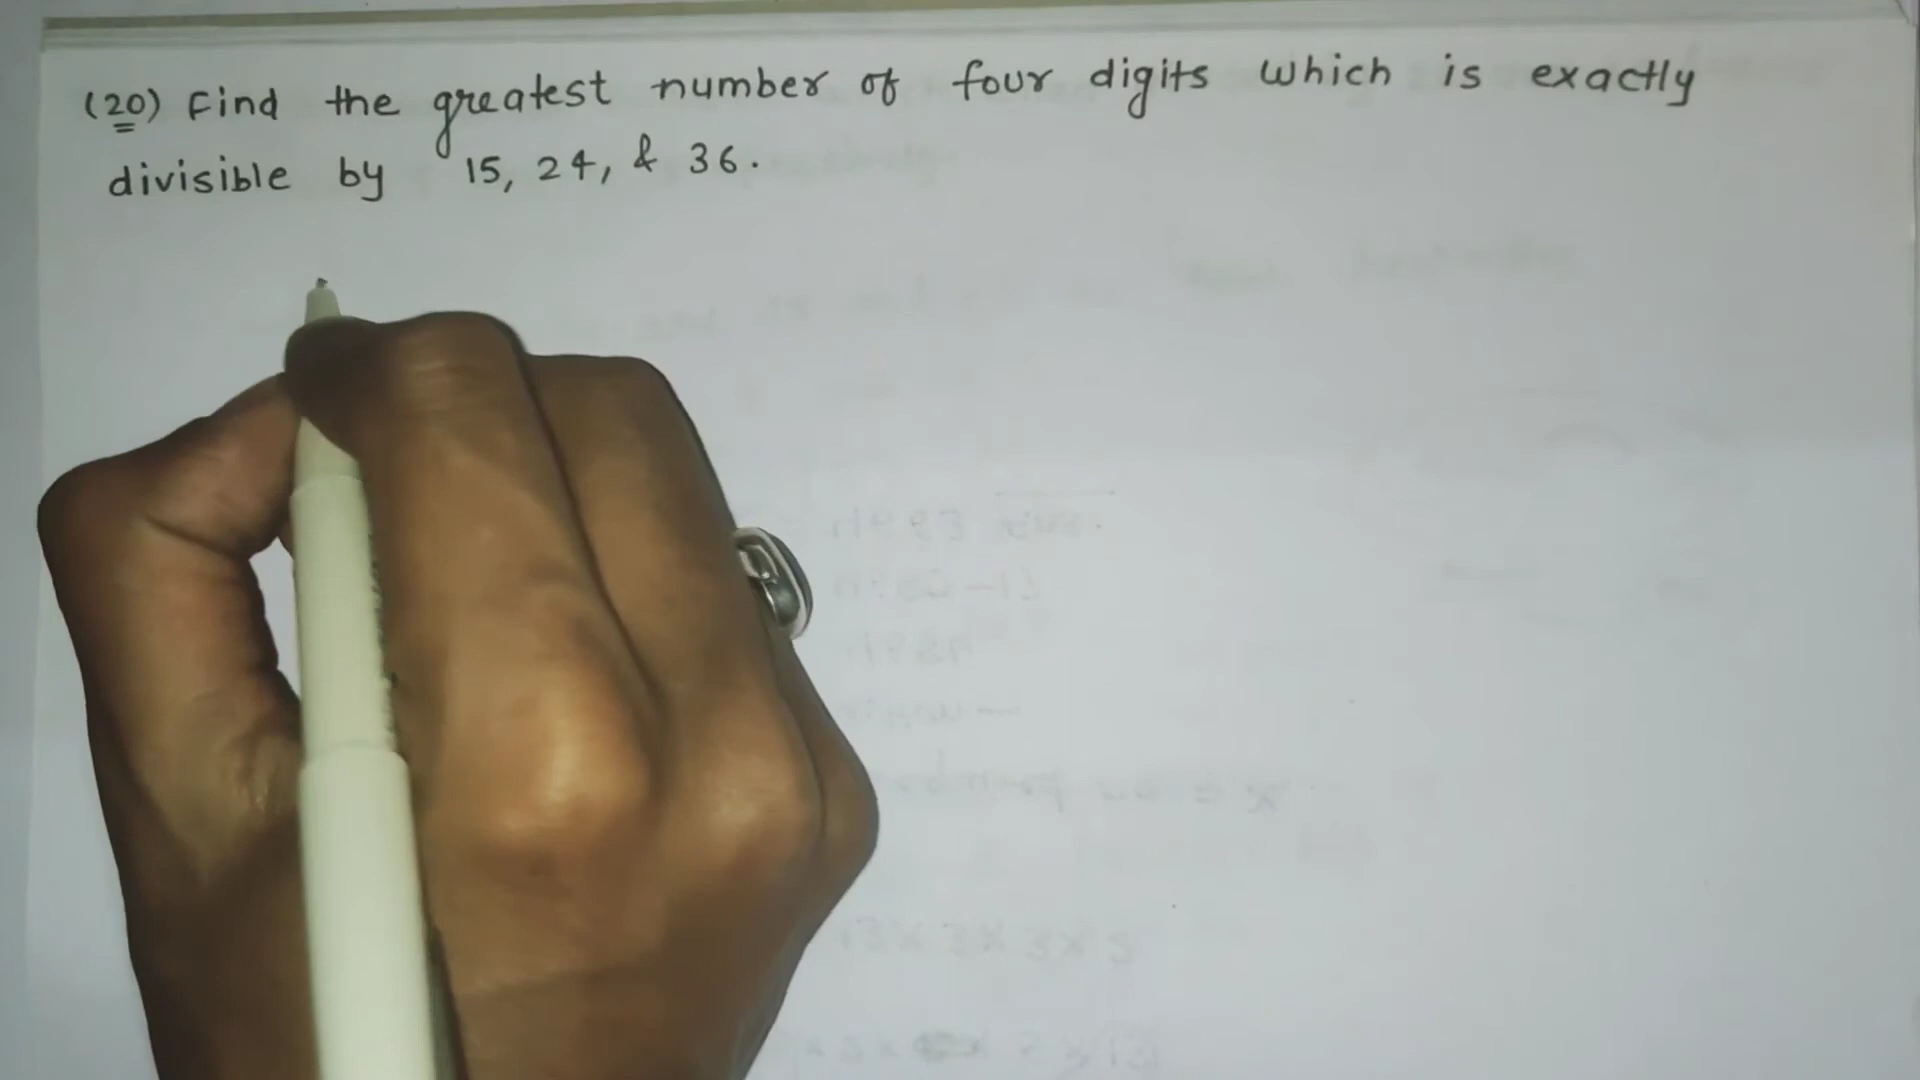 (20) Find the greatest number of four digits which is exactly
divisible by 15, 24, & 36.